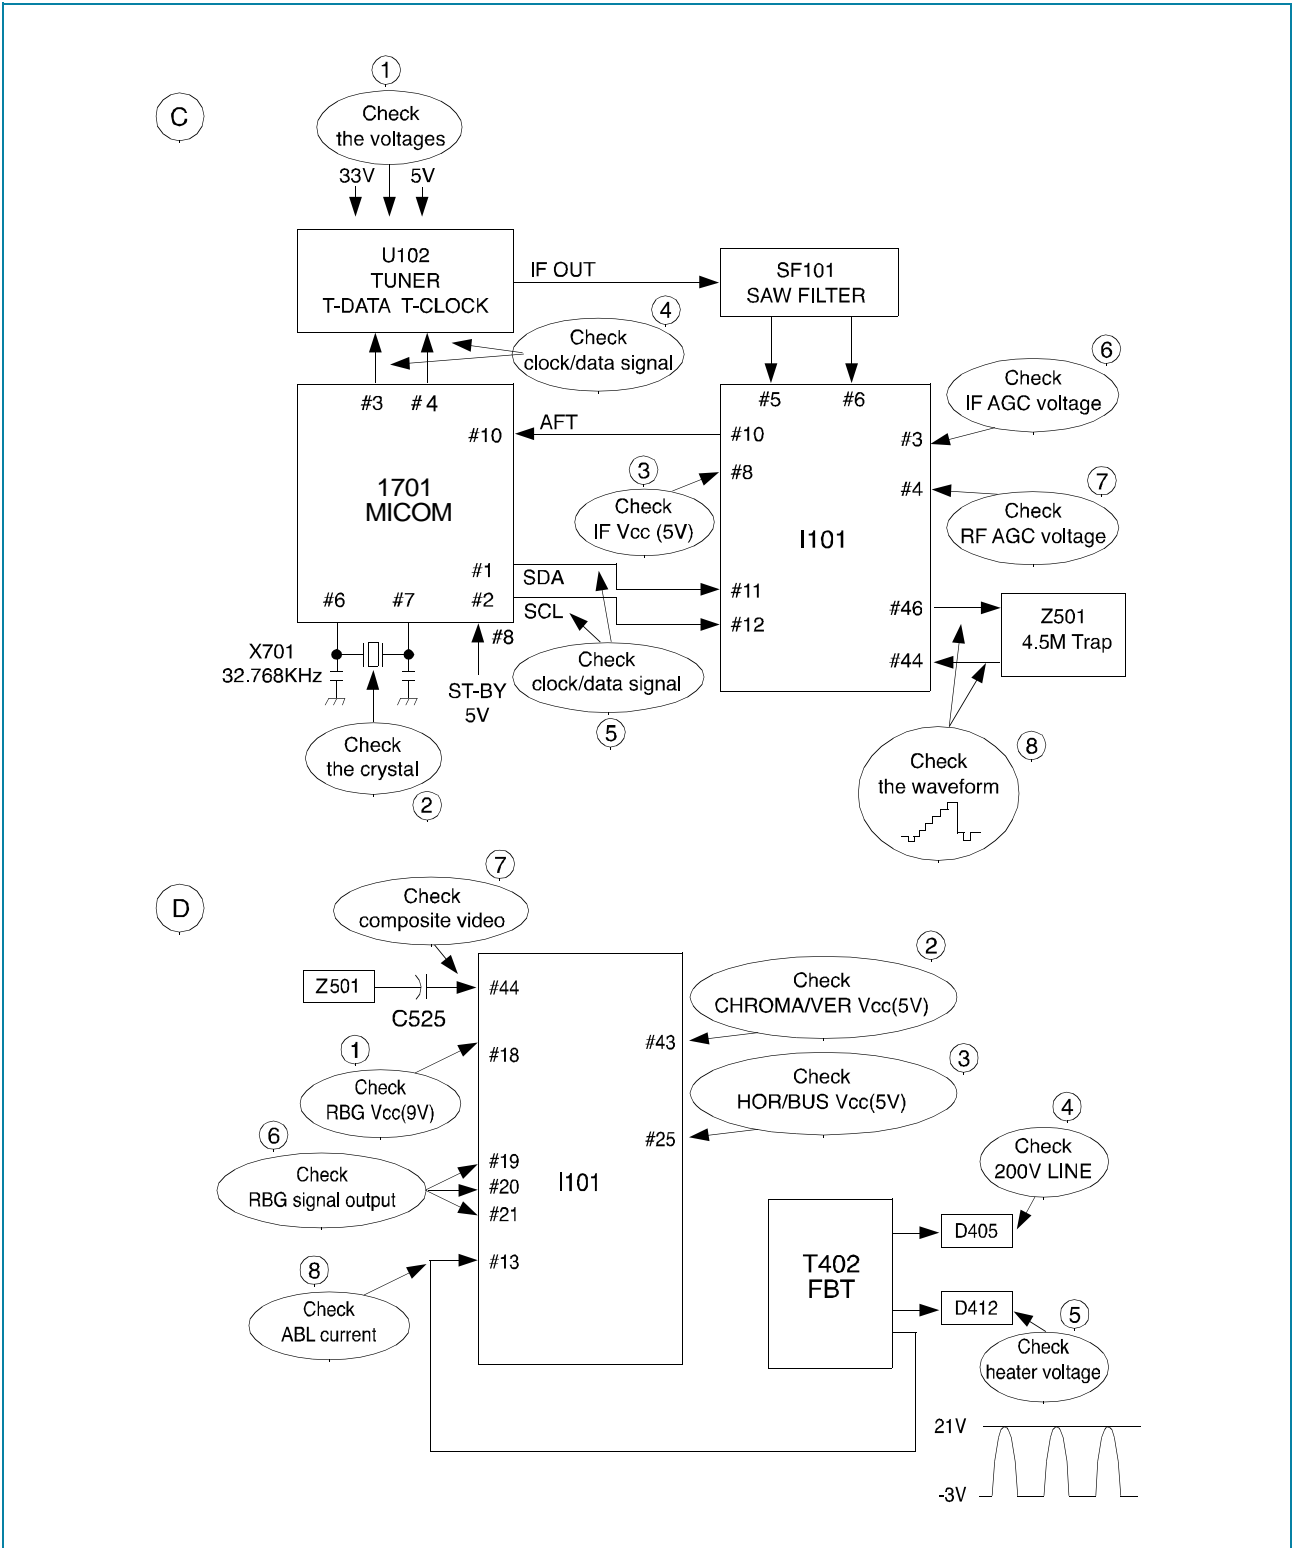 1
C
Check
the voltages
33V
5V
U102
TUNER
T-DATA T-CLOCK
IF OUT
SF101
SAW FILTER
4
Check
clock/data signal
6
Check
IF AGC voltage
#3
#4
#5
#6
#10
AFT
#10
#3
3
#8
7
#4
1701
MICOM
Check
IF Vcc (5V)
I101
Check
RF AGC voltage
#1
SDA
#11
#6
#7
#2
SCL
#12
#46
Z501
4.5M Trap
#8
X701
32.768KHz
ST-BY
5V
Check
clock/data signal
#44
5
Check
the crystal
2
8
Check
the waveform
7
D
Check
composite video
2
Z501
C525
#44
Check
CHROMA/VER Vcc(5V)
1
#18
#43
3
Check
RBG Vcc(9V)
Check
HOR/BUS Vcc(5V)
6
#25
4
Check
RBG signal output
#19
#20
#21
I101
Check
200V LINE
D405
8
#13
T402
FBT
Check
ABL current
D412
5
Check
heater voltage
21V
-3V